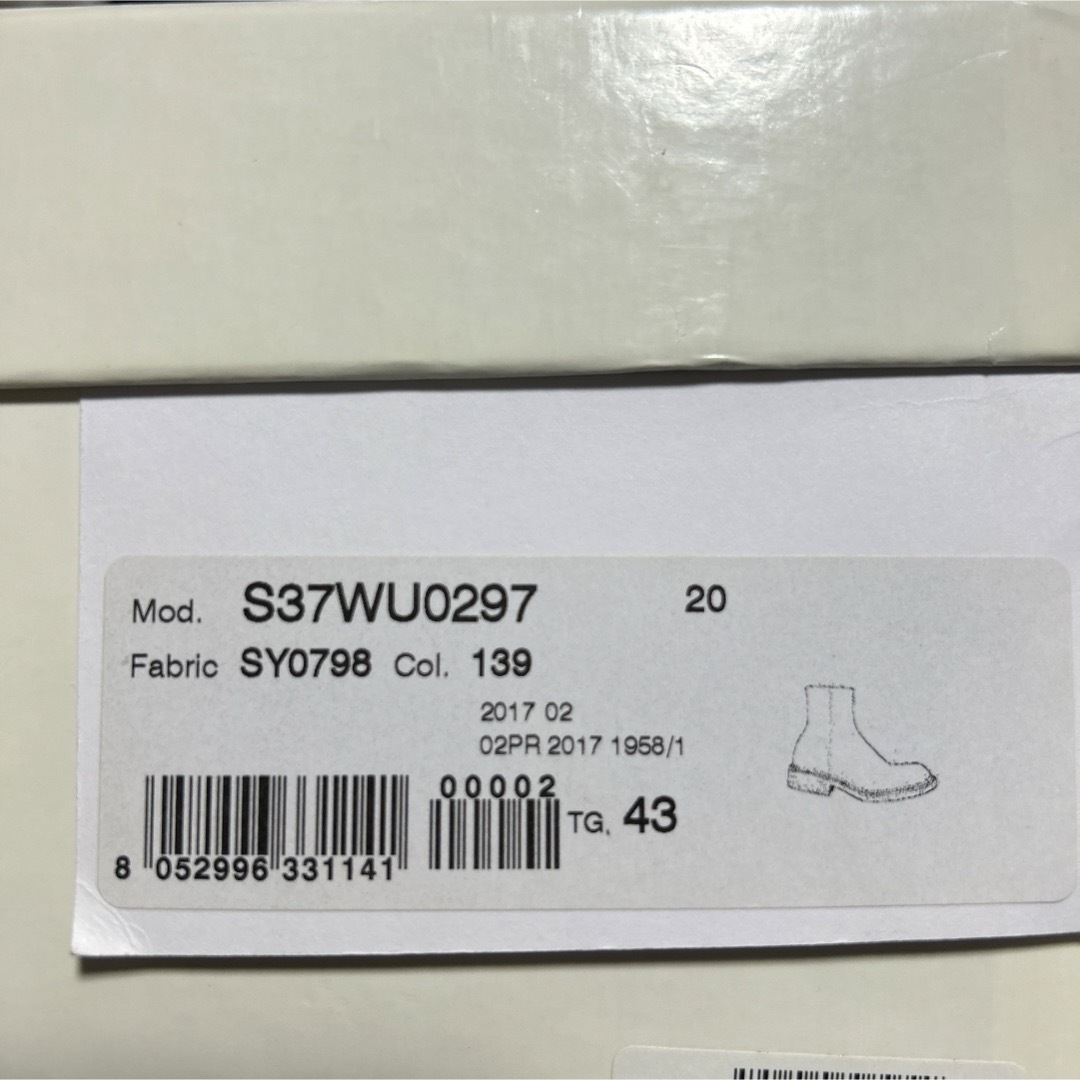 Mod. S37WU0297 20
Fabric SY0798 Col. 139
2017 02
02PR 2017 1958/1
00002
TG. 43
8 052996 331141